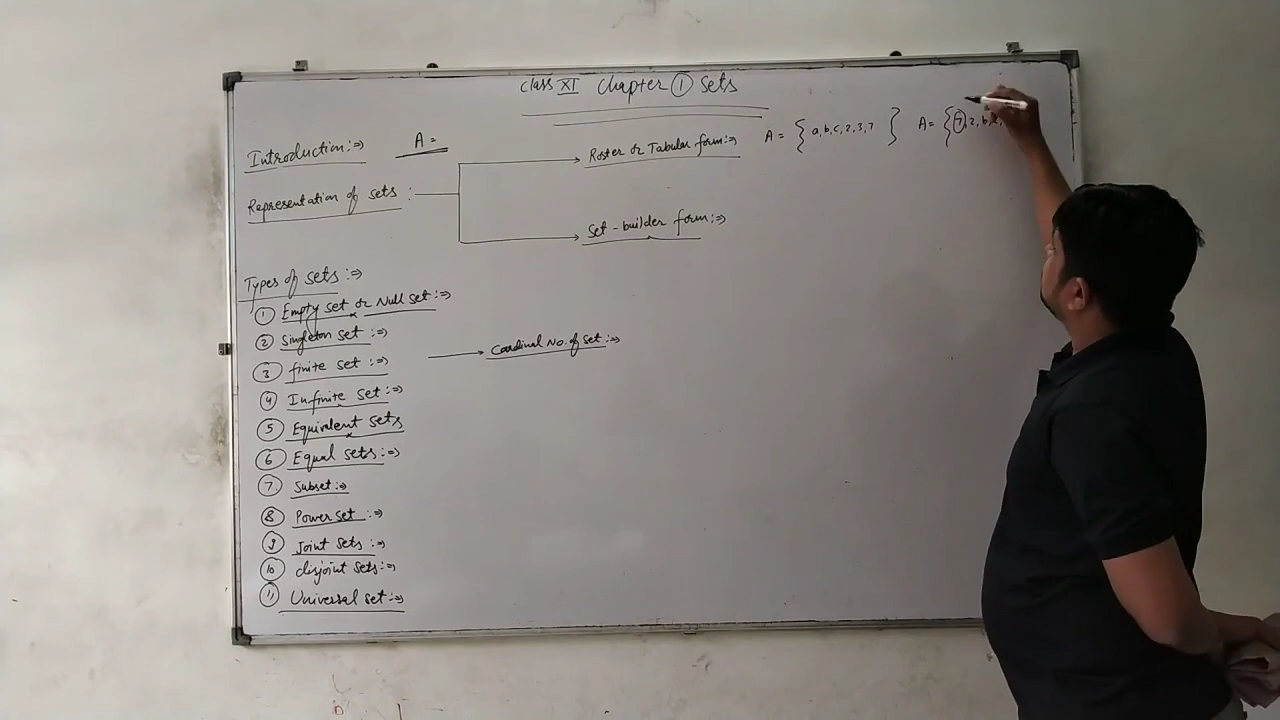 Class XI Chapter ① Sets
Introduction :⇒ A =
Representation of sets :
Roster or Tabular form :⇒ A = { a, b, c, 2, 3, 7 } A = { 7, 2, b,
Set-builder form :⇒
Types of sets :⇒
① Empty set or Null set :⇒
② Singleton set :⇒
③ finite set :⇒ → Cardinal No. of set :⇒
④ Infinite set :⇒
⑤ Equivalent sets
⑥ Equal sets :⇒
⑦ Subset :⇒
⑧ Power set :⇒
⑨ Joint sets :⇒
⑩ disjoint sets :⇒
⑪ Universal set :⇒